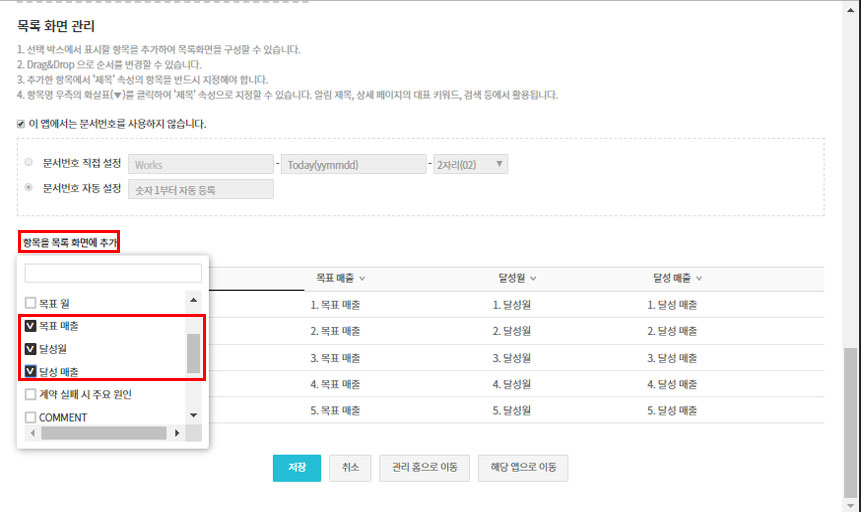 목록 화면 관리
1. 선택 박스에서 표시할 항목을 추가하여 목록화면을 구성할 수 있습니다.
2. Drag&Drop 으로 순서를 변경할 수 있습니다.
3. 추가한 항목에서 '제목' 속성의 항목을 반드시 지정해야 합니다.
4. 항목명 우측의 화살표(▼)를 클릭하여 '제목' 속성으로 지정할 수 있습니다. 알림 제목, 상세 페이지의 대표 키워드, 검색 등에서 활용됩니다.
이 앱에서는 문서번호를 사용하지 않습니다.
문서번호 직접 설정 Works - Today(yymmdd) - 2자리(02) ▼
문서번호 자동 설정 숫자 1부터 자동 등록
항목을 목록 화면에 추가
목표 월
목표 매출
달성월
달성 매출
계약 실패 시 주요 원인
COMMENT
목표 매출 달성월 달성 매출
1. 목표 매출 1. 달성월 1. 달성 매출
2. 목표 매출 2. 달성월 2. 달성 매출
3. 목표 매출 3. 달성월 3. 달성 매출
4. 목표 매출 4. 달성월 4. 달성 매출
5. 목표 매출 5. 달성월 5. 달성 매출
저장 취소 관리 홈으로 이동 해당 앱으로 이동